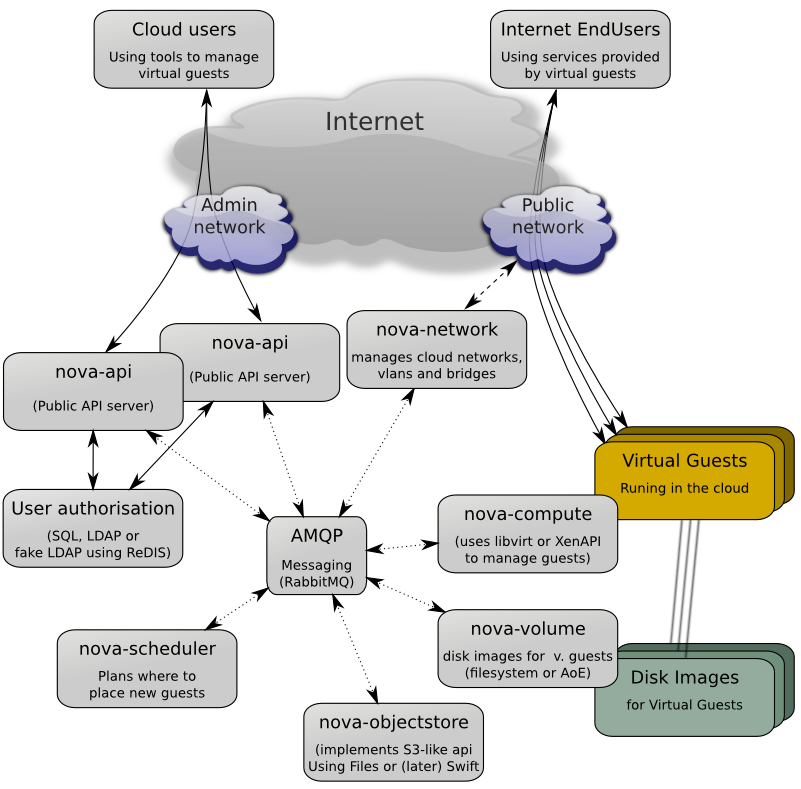 Cloud users
Using tools to manage
virtual guests
Internet EndUsers
Using services provided
by virtual guests
Internet
Admin
network
Public
network
nova-api
(Public API server)
nova-network
manages cloud networks,
vlans and bridges
nova-api
(Public API server)
Virtual Guests
Runing in the cloud
User authorisation
(SQL, LDAP or
fake LDAP using ReDIS)
AMQP
Messaging
(RabbitMQ)
nova-compute
(uses libvirt or XenAPI
to manage guests)
nova-scheduler
Plans where to
place new guests
nova-volume
disk images for  v. guests
(filesystem or AoE)
Disk Images
for Virtual Guests
nova-objectstore
(implements S3-like api
Using Files or (later) Swift